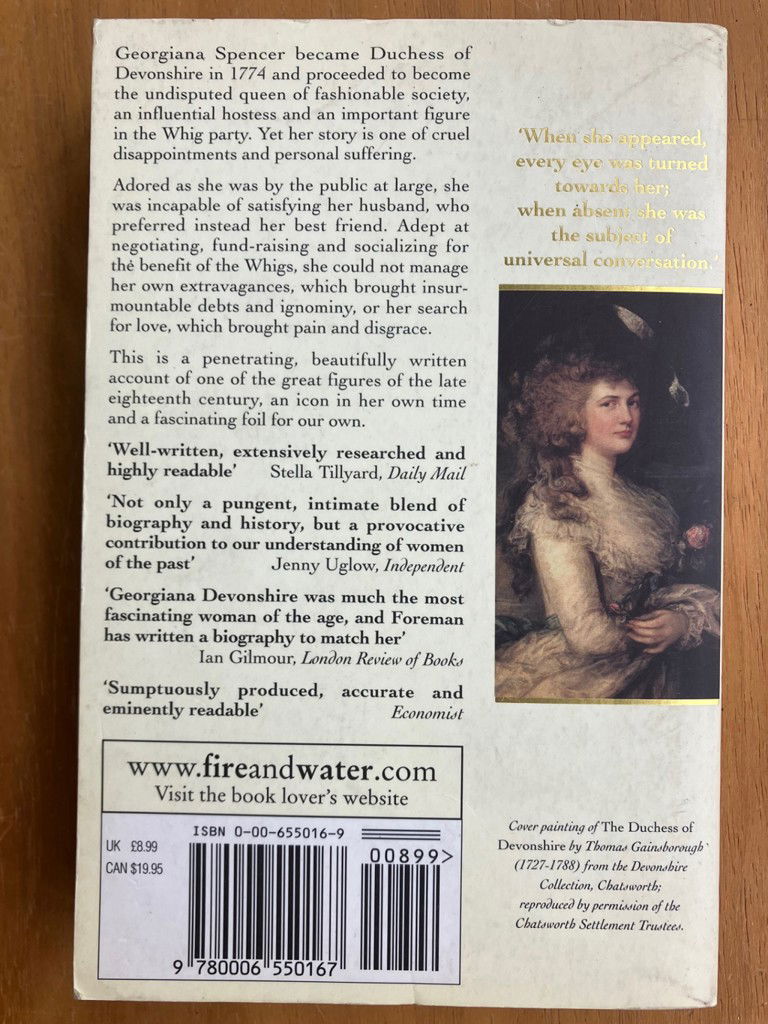 Georgiana Spencer became Duchess of
Devonshire in 1774 and proceeded to become
the undisputed queen of fashionable society,
an influential hostess and an important figure
in the Whig party. Yet her story is one of cruel
disappointments and personal suffering.
Adored as she was by the public at large, she
was incapable of satisfying her husband, who
preferred instead her best friend. Adept at
negotiating, fund-raising and socializing for
the benefit of the Whigs, she could not manage
her own extravagances, which brought insur-
mountable debts and ignominy, or her search
for love, which brought pain and disgrace.
This is a penetrating, beautifully written
account of one of the great figures of the late
eighteenth century, an icon in her own time
and a fascinating foil for our own.
'Well-written, extensively researched and
highly readable' Stella Tillyard, Daily Mail
'Not only a pungent, intimate blend of
biography and history, but a provocative
contribution to our understanding of women
of the past' Jenny Uglow, Independent
'Georgiana Devonshire was much the most
fascinating woman of the age, and Foreman
has written a biography to match her'
Ian Gilmour, London Review of Books
'Sumptuously produced, accurate and
eminently readable' Economist
www.fireandwater.com
Visit the book lover's website
ISBN 0-00-655016-9
UK £8.99
CAN $19.95
00899>
9 780006 550167
'When she appeared,
every eye was turned
towards her;
when absent she was
the subject of
universal conversation.'
Cover painting of The Duchess of
Devonshire by Thomas Gainsborough
(1727-1788) from the Devonshire
Collection, Chatsworth;
reproduced by permission of the
Chatsworth Settlement Trustees.